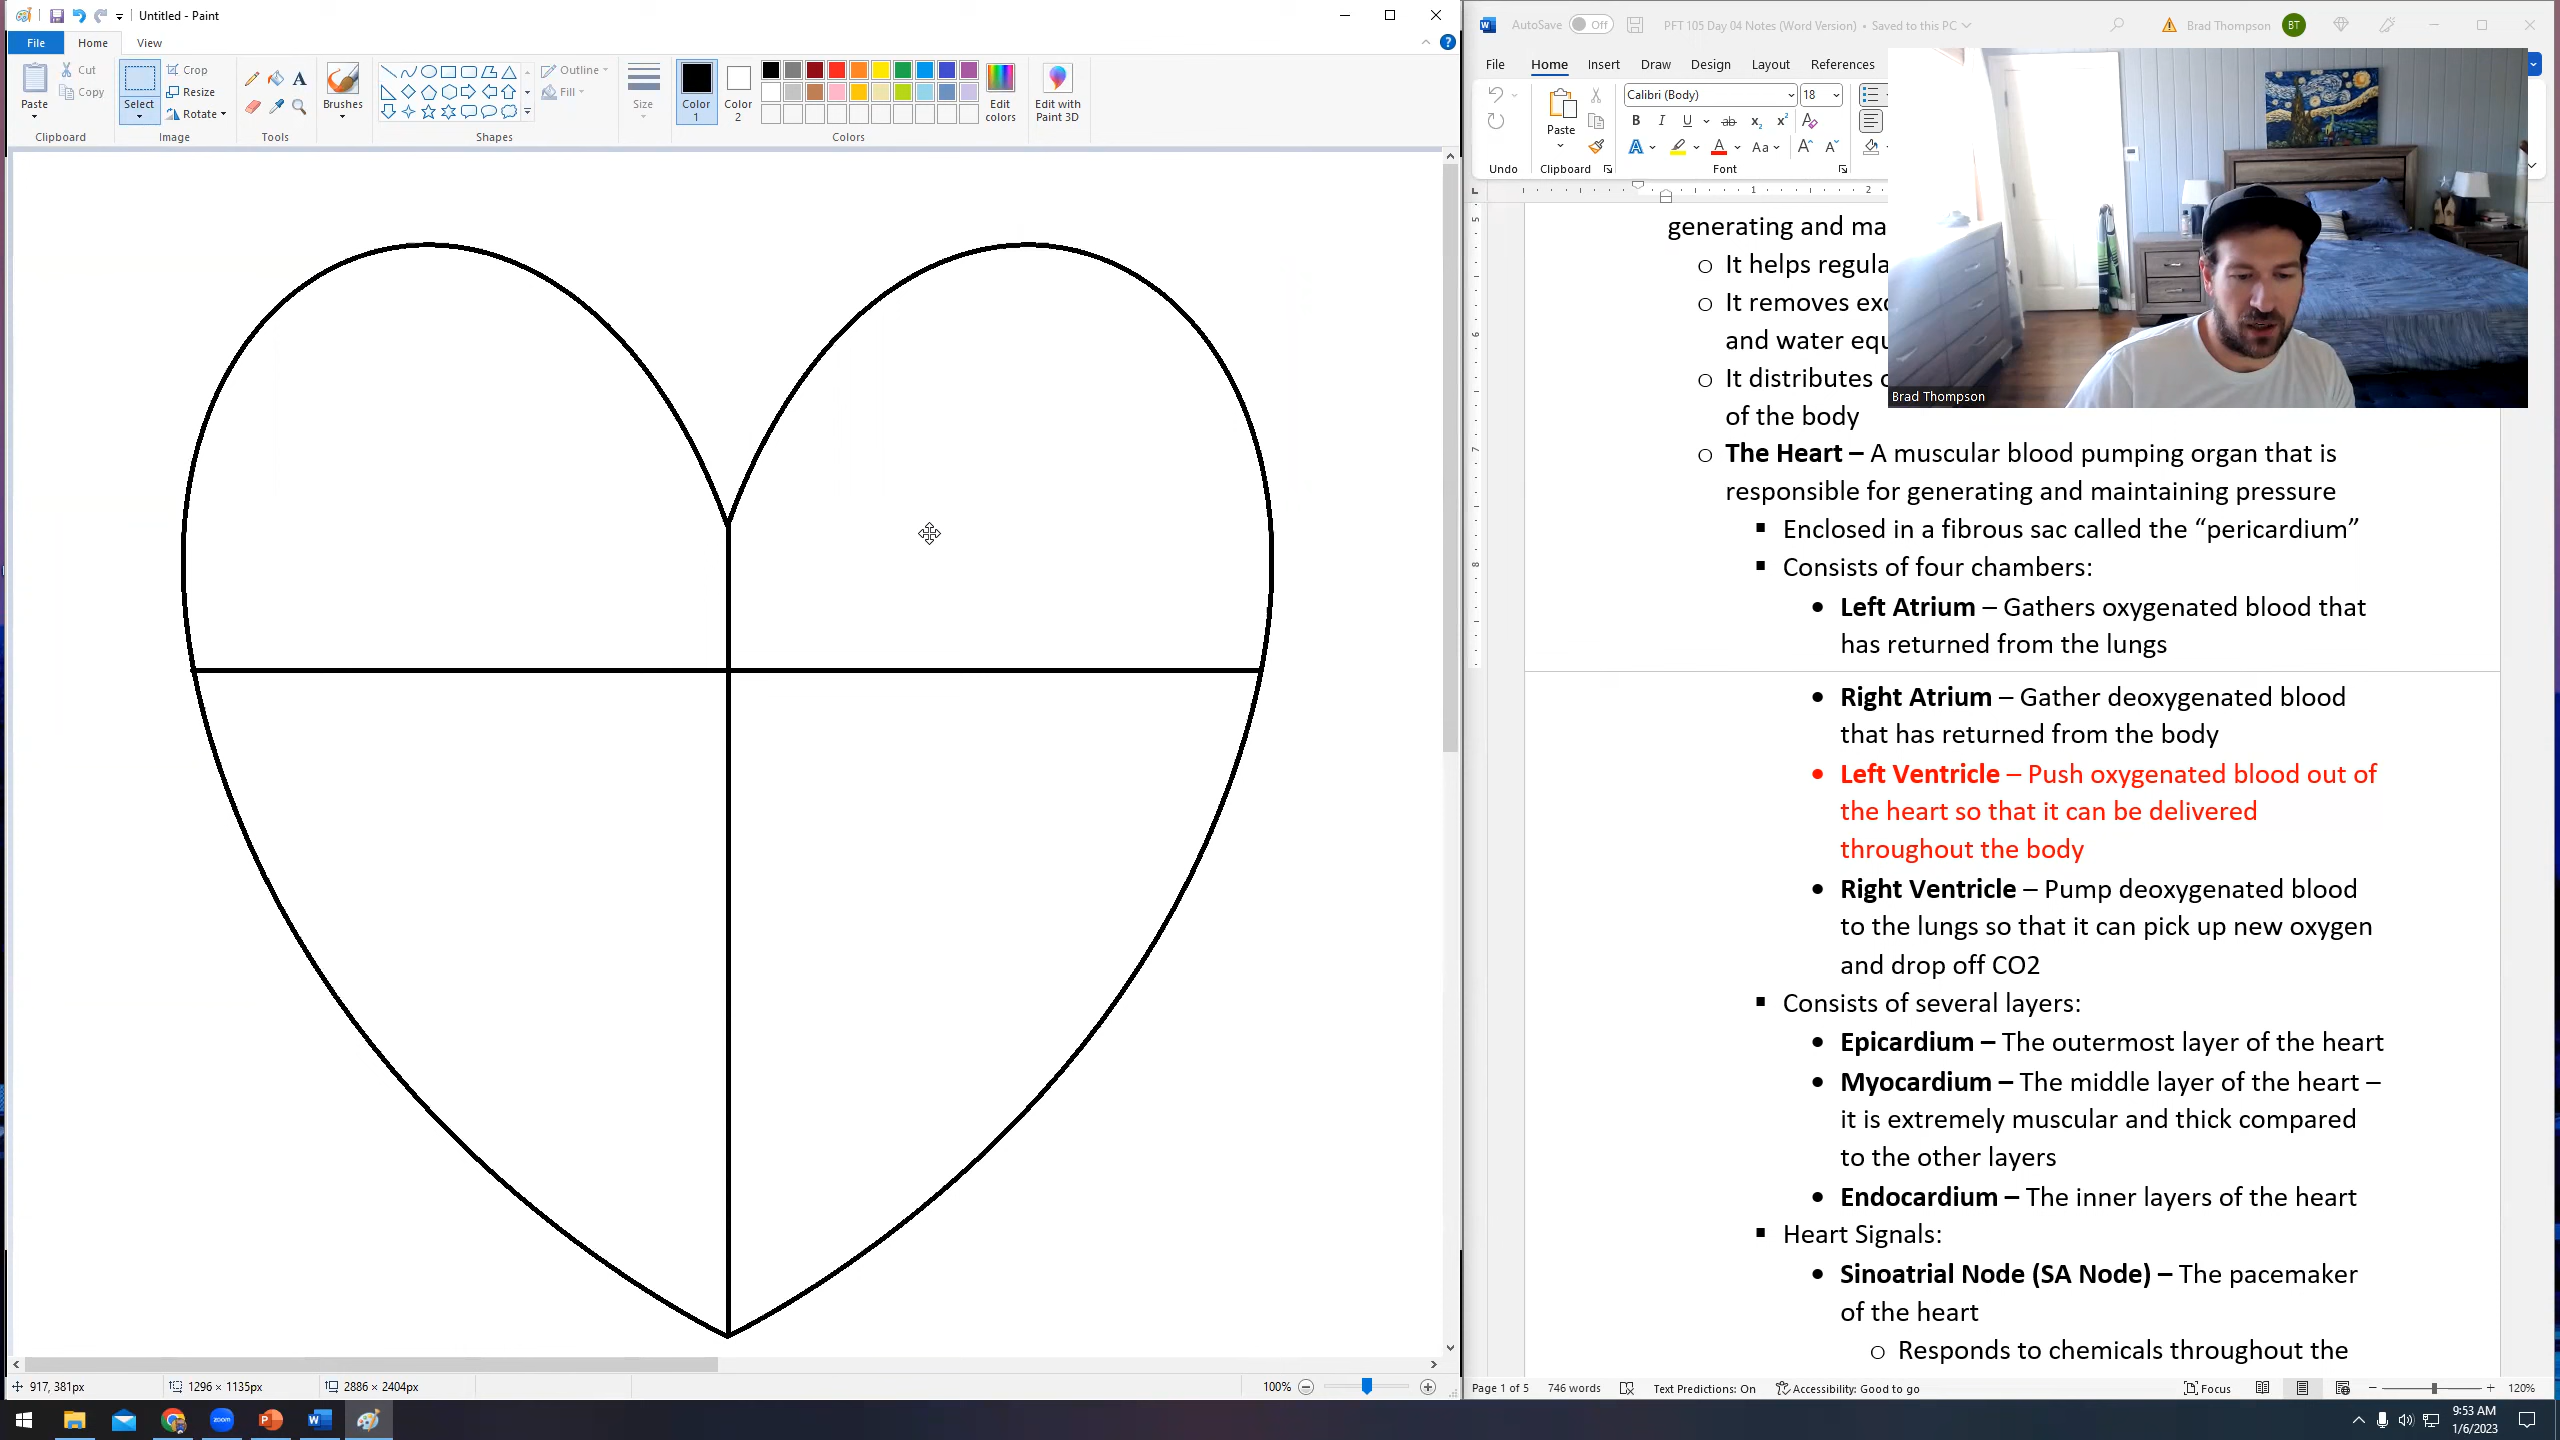 Untitled - Paint
File
Home
View
Paste
Cut
Copy
Clipboard
Select
Crop
Resize
Rotate
Image
Tools
Brushes
Shapes
Outline
Fill
Size
Color 1
Color 2
Colors
Edit colors
Edit with Paint 3D
917, 381px
1296 × 1135px
2886 × 2404px
100%
AutoSave
Off
PFT 105 Day 04 Notes (Word Version) • Saved to this PC
Brad Thompson
BT
File
Home
Insert
Draw
Design
Layout
References
Undo
Paste
Clipboard
Calibri (Body)
18
Font
1
2
Brad Thompson
generating and ma
o It helps regula
o It removes exc
and water equ
o It distributes
of the body
o The Heart – A muscular blood pumping organ that is
responsible for generating and maintaining pressure
▪ Enclosed in a fibrous sac called the “pericardium”
▪ Consists of four chambers:
• Left Atrium – Gathers oxygenated blood that
has returned from the lungs
• Right Atrium – Gather deoxygenated blood
that has returned from the body
• Left Ventricle – Push oxygenated blood out of
the heart so that it can be delivered
throughout the body
• Right Ventricle – Pump deoxygenated blood
to the lungs so that it can pick up new oxygen
and drop off CO2
▪ Consists of several layers:
• Epicardium – The outermost layer of the heart
• Myocardium – The middle layer of the heart –
it is extremely muscular and thick compared
to the other layers
• Endocardium – The inner layers of the heart
▪ Heart Signals:
• Sinoatrial Node (SA Node) – The pacemaker
of the heart
o Responds to chemicals throughout the
Page 1 of 5
746 words
Text Predictions: On
Accessibility: Good to go
Focus
120%
zoom
9:53 AM
1/6/2023